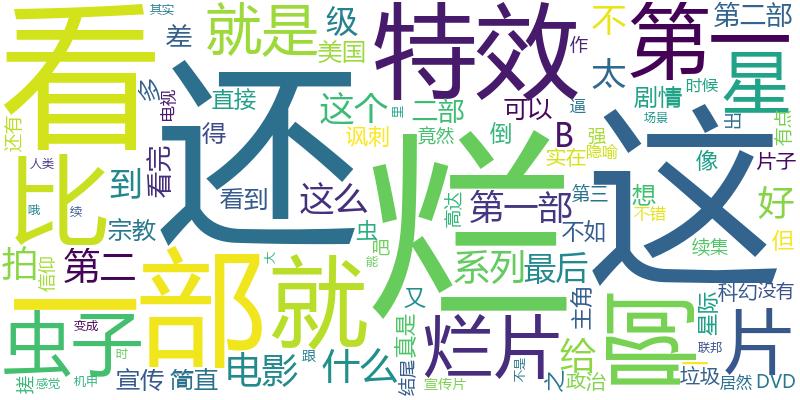 看
还
这
烂
特效
第一
比
一部
就
虫子
烂片
啊
片
星
就是
级
美国
差
多
其实
电视
还有
直接
得
看完
到
宗教
看到
这么
这个
讽刺
里
二部
竟然
倒
可以
作
B
逼
强
隐喻
实在
不
太
第二部
剧情
时候
场景
有点
像
片子
想
不错
第三
好
但
续集
不如
第一部
高达
虫
吧
能
大
系列
最后
又
真是
主角
给
之
政治
不是
宣传片
结尾
什么
跟
电影
简直
宣传
变成
机甲
感觉
搓
拍
信仰
第二
人类
哦
续
科幻
没有
星际
联邦
垃圾
居然
DVD